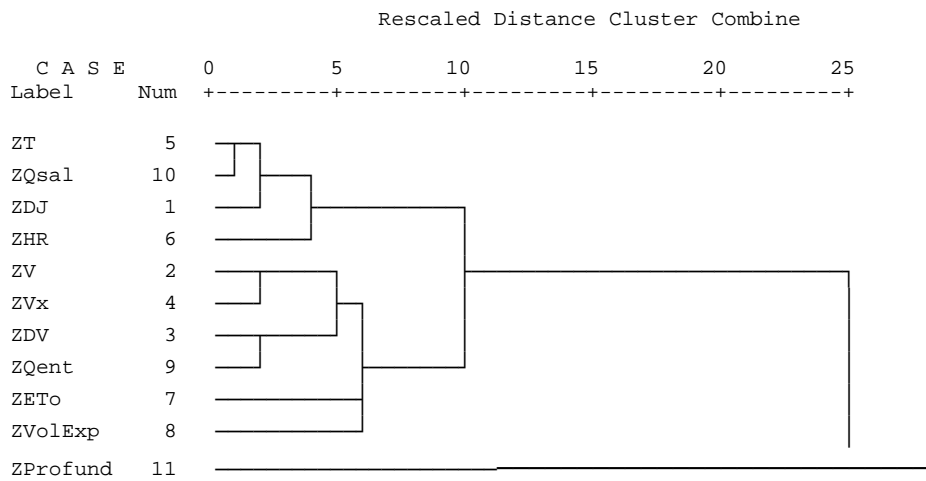 Rescaled Distance Cluster Combine
C A S E 0 5 10 15 20 25
Label Num +---------+---------+---------+---------+---------+
ZT 5
ZQsal 10
ZDJ 1
ZHR 6
ZV 2
ZVx 4
ZDV 3
ZQent 9
ZETo 7
ZVolExp 8
ZProfund 11